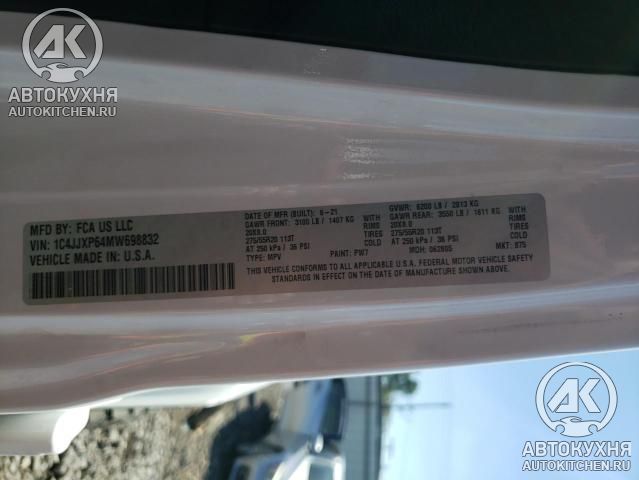 АК
АВТОКУХНЯ
AUTOKITCHEN.RU
MFD BY: FCA US LLC
VIN: 1C4JJXP64MW698832
VEHICLE MADE IN: U.S.A.
DATE OF MFR (BUILT): 6-21
GAWR FRONT: 3100 LB / 1407 KG WITH
20X8.0 RIMS
275/55R20 113T TIRES
AT 250 kPa / 36 PSI
TYPE: MPV PAINT: PW7
GVWR: 6200 LB / 2813 KG
GAWR REAR: 3550 LB / 1611 KG WITH
20X8.0 RIMS
275/55R20 113T TIRES
AT 250 kPa / 36 PSI
MDH: 062605 MKT: 875
THIS VEHICLE CONFORMS TO ALL APPLICABLE U.S.A. FEDERAL MOTOR VEHICLE SAFETY
STANDARDS IN EFFECT ON THE DATE OF MANUFACTURE SHOWN ABOVE.
АК
АВТОКУХНЯ
AUTOKITCHEN.RU